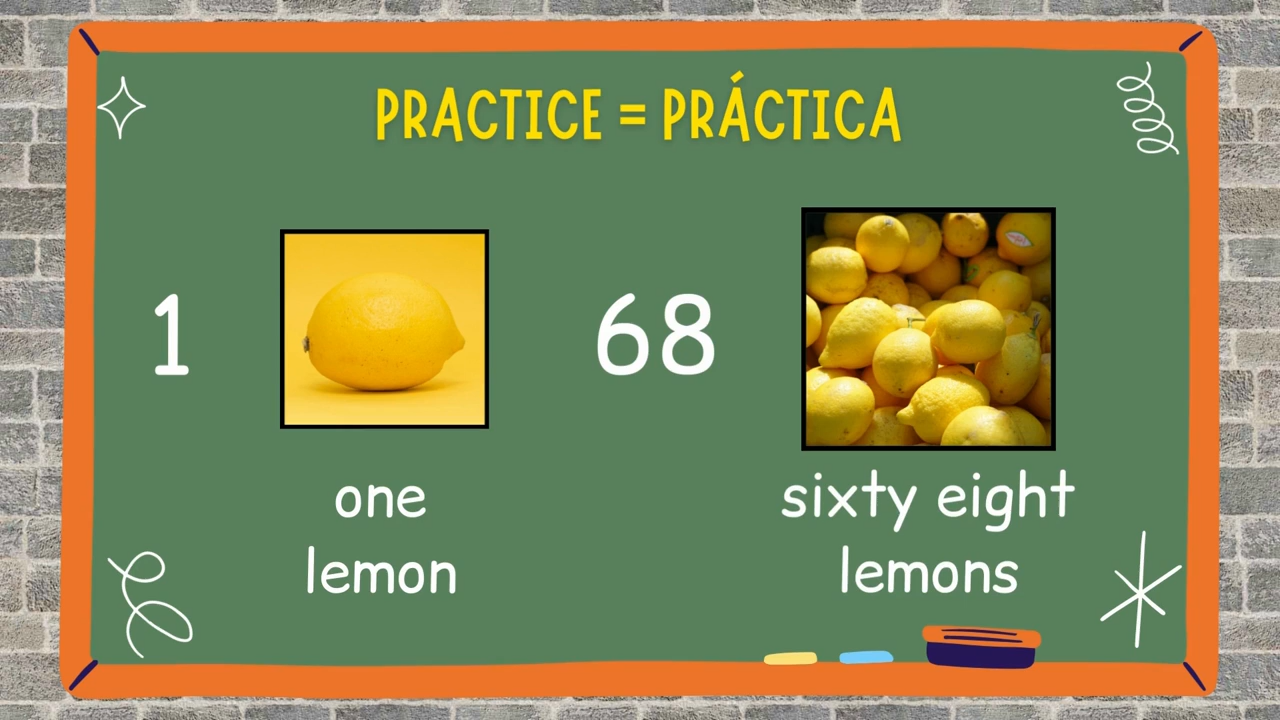 PRACTICE = PRÁCTICA
1
68
one
lemon
sixty eight
lemons